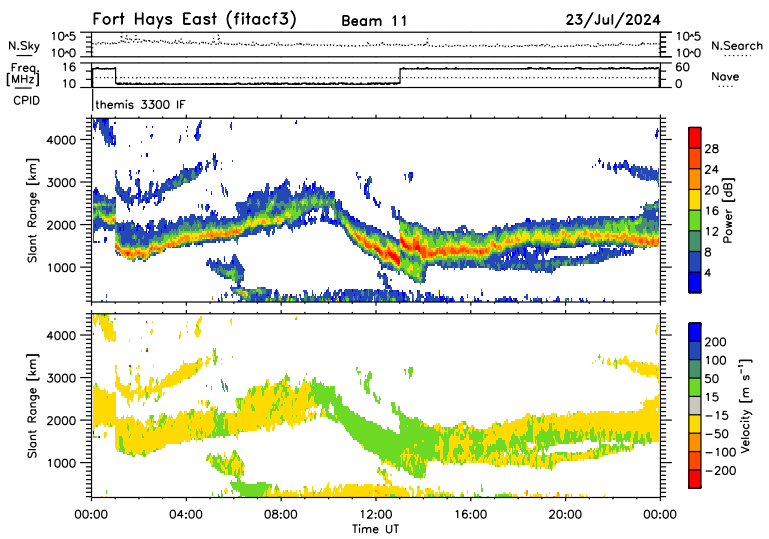 Fort Hays East (fitacf3) Beam 11 23/Jul/2024
N.Sky 10^5 10^0 10^5 10^0 N.Search
Freq. [MHz] 16 10 60 0 Nave
CPID themis 3300 IF
4000
3000
2000
1000
Slant Range [km]
28
24
20
16
12
8
4
Power [dB]
4000
3000
2000
1000
Slant Range [km]
200
100
50
15
-15
-50
-100
-200
Velocity [m s^-1]
00:00 04:00 08:00 12:00 16:00 20:00 00:00
Time UT